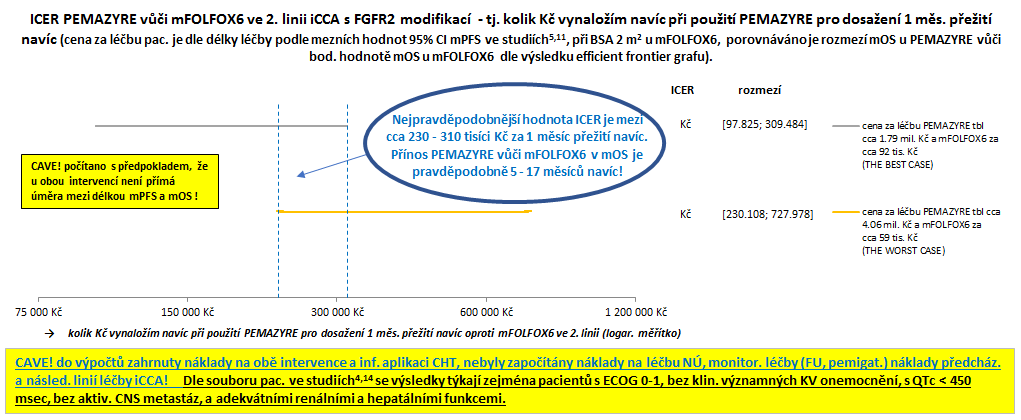 ICER PEMAZYRE vůči mFOLFOX6 ve 2. linii iCCA s FGFR2 modifikací - tj. kolik Kč vynaložím navíc při použití PEMAZYRE pro dosažení 1 měs. přežití
navíc (cena za léčbu pac. je dle délky léčby podle mezních hodnot 95% CI mPFS ve studiích5,11, při BSA 2 m2 u mFOLFOX6, porovnáváno je rozmezí mOS u PEMAZYRE vůči
bod. hodnotě mOS u mFOLFOX6 dle výsledku efficient frontier grafu).
ICER rozmezí
Nejpravděpodobnější hodnota ICER je mezi
cca 230 - 310 tisíci Kč za 1 měsíc přežití navíc.
Přínos PEMAZYRE vůči mFOLFOX6 v mOS je
pravděpodobně 5 - 17 měsíců navíc!
Kč [97.825; 309.484]
cena za léčbu PEMAZYRE tbl
cca 1.79 mil. Kč a mFOLFOX6 za
cca 92 tis. Kč
(THE BEST CASE)
CAVE! počítano s předpokladem, že
u obou intervencí není přímá
úměra mezi délkou mPFS a mOS !
Kč [230.108; 727.978]
cena za léčbu PEMAZYRE tbl cca
4.06 mil. Kč a mFOLFOX6 za
cca 59 tis. Kč
(THE WORST CASE)
75 000 Kč 150 000 Kč 300 000 Kč 600 000 Kč 1 200 000 Kč
→ kolik Kč vynaložím navíc při použití PEMAZYRE pro dosažení 1 měs. přežití navíc oproti mFOLFOX6 ve 2. linii (logar. měřítko)
CAVE! do výpočtů zahrnuty náklady na obě intervence a inf. aplikaci CHT, nebyly započítány náklady na léčbu NÚ, monitor. léčby (FU, pemigat.) náklady předcház.
a násled. linií léčby iCCA! Dle souboru pac. ve studiích4,14 se výsledky týkají zejména pacientů s ECOG 0-1, bez klin. významných KV onemocnění, s QTc < 450
msec, bez aktiv. CNS metastáz, a adekvátními renálními a hepatálními funkcemi.